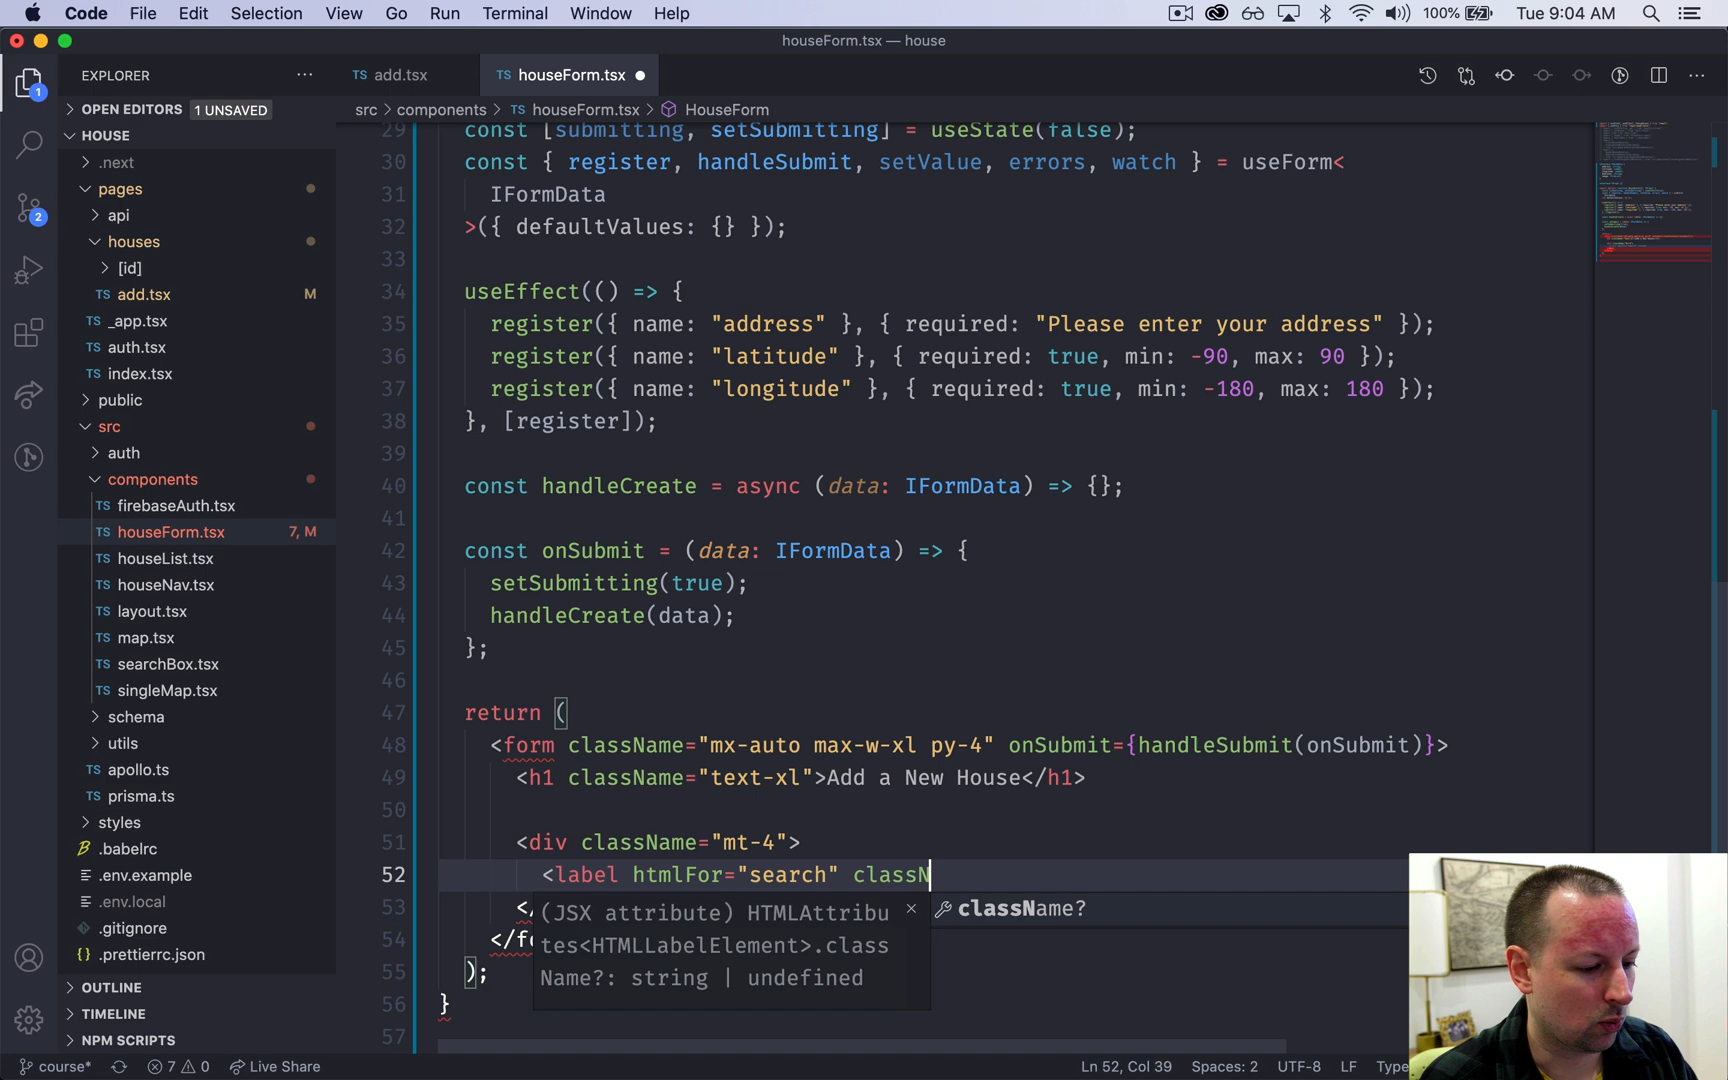 Code File Edit Selection View Go Run Terminal Window Help 100% Tue 9:04 AM
houseForm.tsx — house
EXPLORER
OPEN EDITORS 1 UNSAVED
HOUSE
.next
pages
api
houses
[id]
TS add.tsx M
TS _app.tsx
TS auth.tsx
TS index.tsx
public
src
auth
components
TS firebaseAuth.tsx
TS houseForm.tsx 7, M
TS houseList.tsx
TS houseNav.tsx
TS layout.tsx
TS map.tsx
TS searchBox.tsx
TS singleMap.tsx
schema
utils
TS apollo.ts
TS prisma.ts
styles
.babelrc
.env.example
.env.local
.gitignore
{} .prettierrc.json
OUTLINE
TIMELINE
NPM SCRIPTS
1
2
TS add.tsx TS houseForm.tsx
src > components > TS houseForm.tsx > HouseForm
29 const [submitting, setSubmitting] = useState(false);
30 const { register, handleSubmit, setValue, errors, watch } = useForm<
31 IFormData
32 >({ defaultValues: {} });
33
34 useEffect(() => {
35 register({ name: "address" }, { required: "Please enter your address" });
36 register({ name: "latitude" }, { required: true, min: -90, max: 90 });
37 register({ name: "longitude" }, { required: true, min: -180, max: 180 });
38 }, [register]);
39
40 const handleCreate = async (data: IFormData) => {};
41
42 const onSubmit = (data: IFormData) => {
43 setSubmitting(true);
44 handleCreate(data);
45 };
46
47 return (
48 <form className="mx-auto max-w-xl py-4" onSubmit={handleSubmit(onSubmit)}>
49 <h1 className="text-xl">Add a New House</h1>
50
51 <div className="mt-4">
52 <label htmlFor="search" classN
53 </
54 </fo
55 );
56 }
57
(JSX attribute) HTMLAttribu
tes<HTMLLabelElement>.class
Name?: string | undefined
className?
course* 7 0 Live Share Ln 52, Col 39 Spaces: 2 UTF-8 LF Type